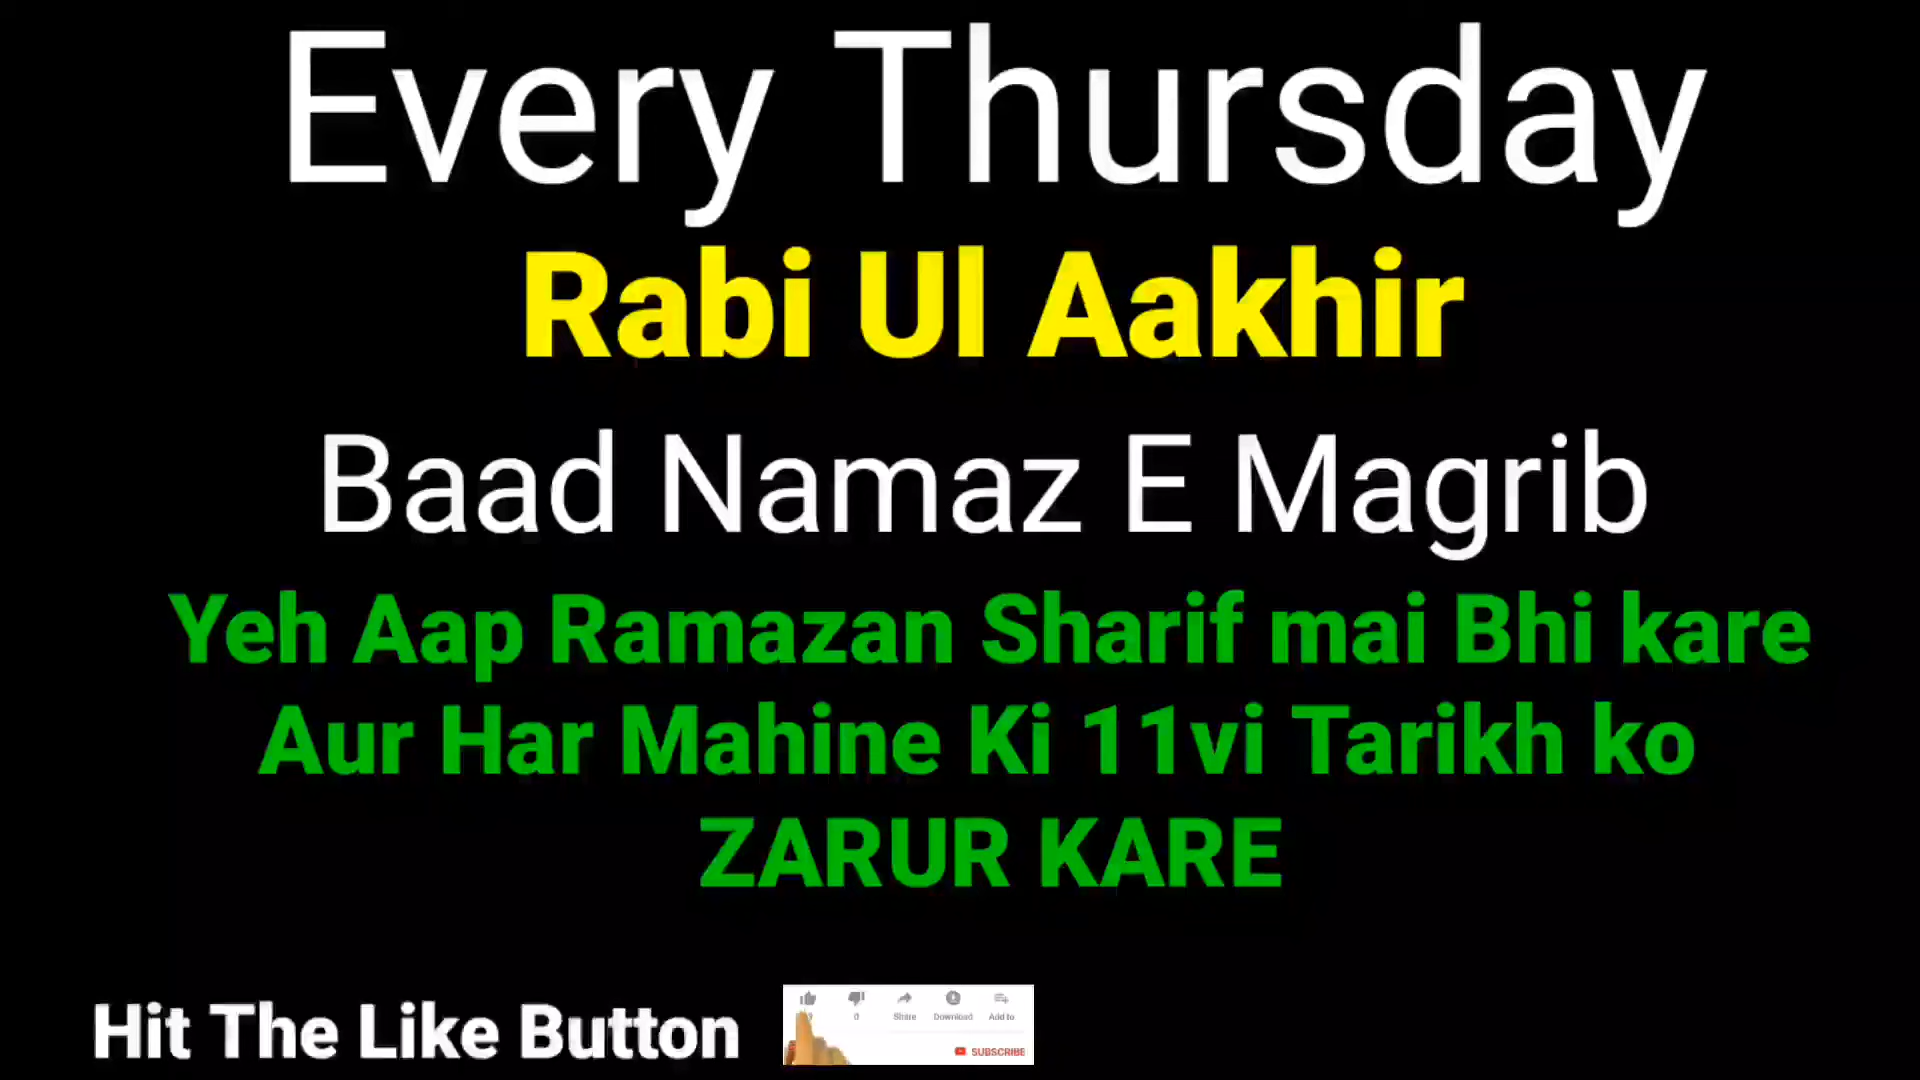 Every Thursday
Rabi Ul Aakhir
Baad Namaz E Magrib
Yeh Aap Ramazan Sharif mai Bhi kare
Aur Har Mahine Ki 11vi Tarikh ko
ZARUR KARE
Hit The Like Button
0 Share Download Add to
SUBSCRIBE